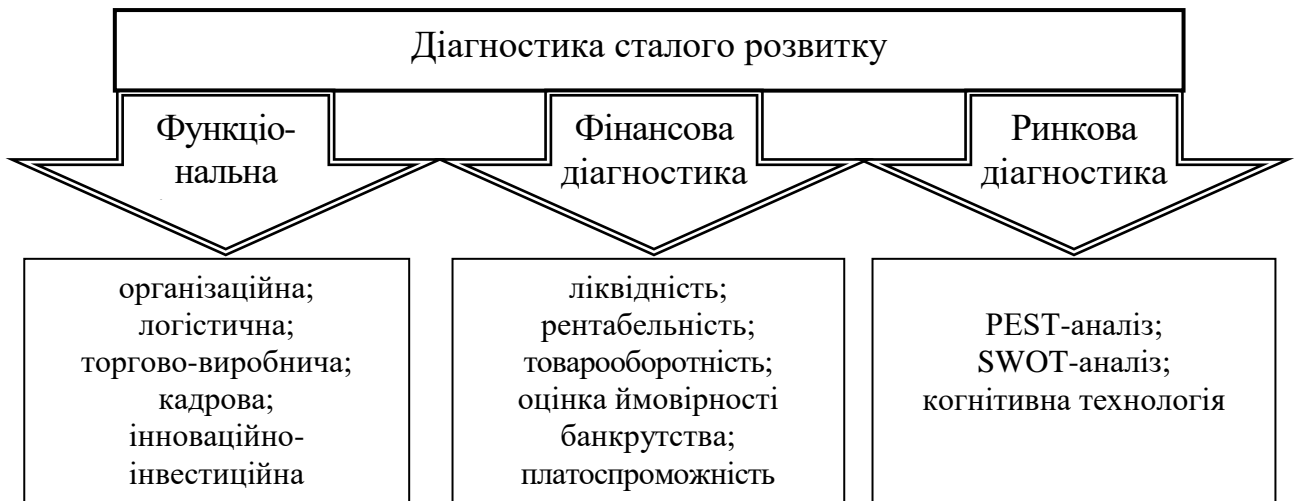 Діагностика сталого розвитку
Функціо-
нальна
Фінансова
діагностика
Ринкова
діагностика
організаційна;
логістична;
торгово-виробнича;
кадрова;
інноваційно-
інвестиційна
ліквідність;
рентабельність;
товарооборотність;
оцінка ймовірності
банкрутства;
платоспроможність
PEST-аналіз;
SWOT-аналіз;
когнітивна технологія